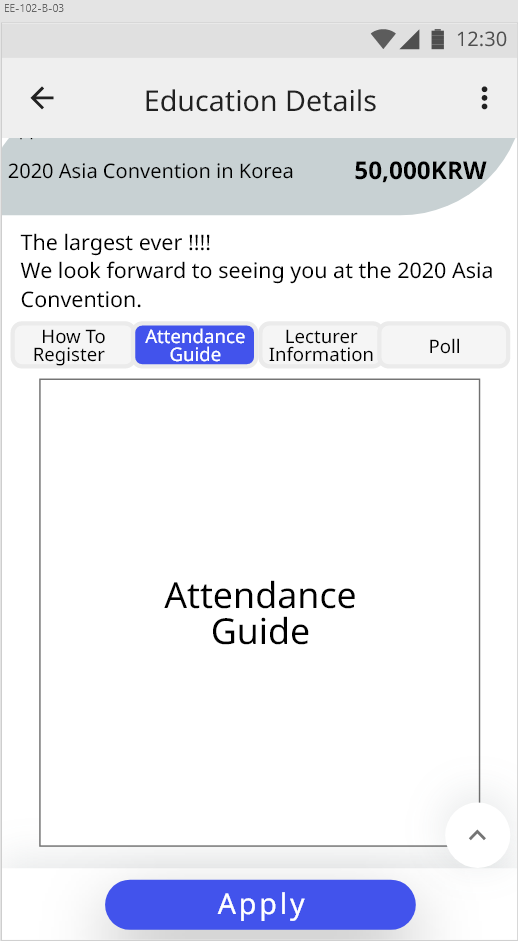 EE-102-B-03
12:30
Education Details
2020 Asia Convention in Korea 50,000KRW
The largest ever !!!!
We look forward to seeing you at the 2020 Asia
Convention.
How To
Register
Attendance
Guide
Lecturer
Information
Poll
Attendance
Guide
Apply